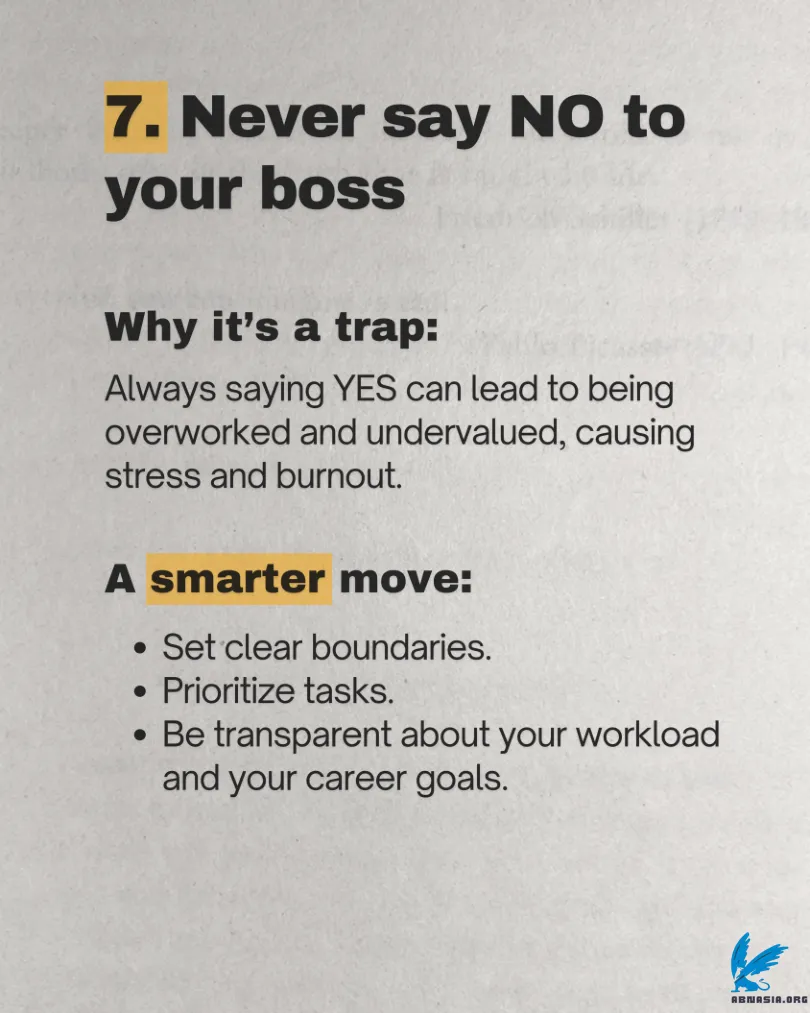 7. Never say NO to
your boss
Why it’s a trap:
Always saying YES can lead to being
overworked and undervalued, causing
stress and burnout.
A smarter move:
• Set clear boundaries.
• Prioritize tasks.
• Be transparent about your workload
and your career goals.
ABNASIA.ORG